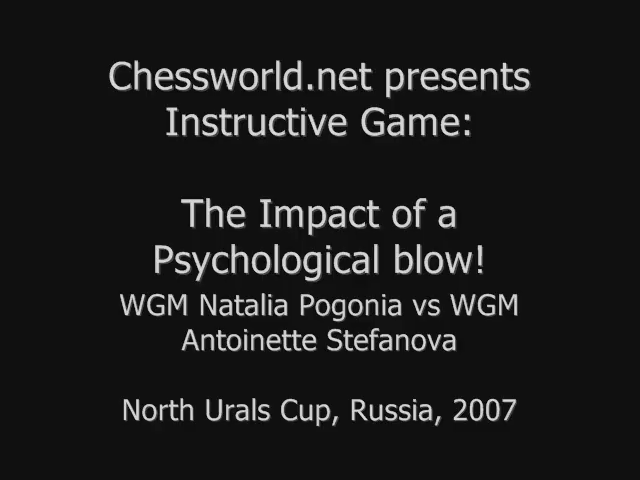 Chessworld.net presents
Instructive Game:
The Impact of a
Psychological blow!
WGM Natalia Pogonia vs WGM
Antoinette Stefanova
North Urals Cup, Russia, 2007